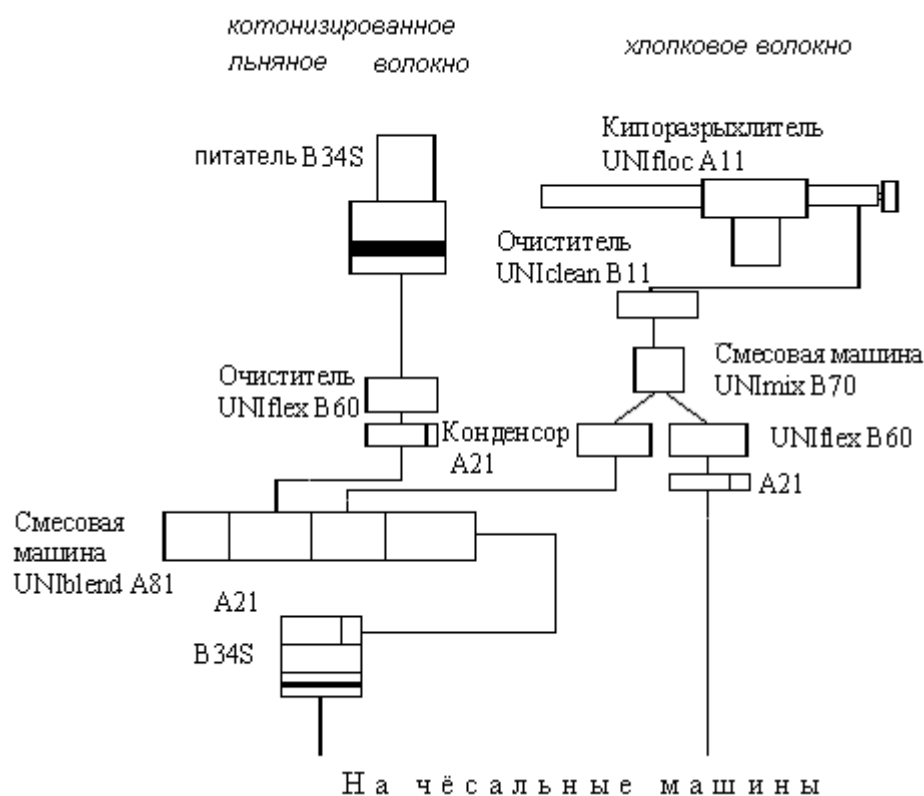 котонизированное
льняное волокно
хлопковое волокно
питатель В34S
Кипоразрыхлитель
UNIfloc A11
Очиститель
UNIclean B11
Смесовая машина
UNImix B70
Очиститель
UNIflex B60
Конденсор
A21
UNIflex B60
A21
Смесовая
машина
UNIblend A81
A21
B34S
На чёсальные машины